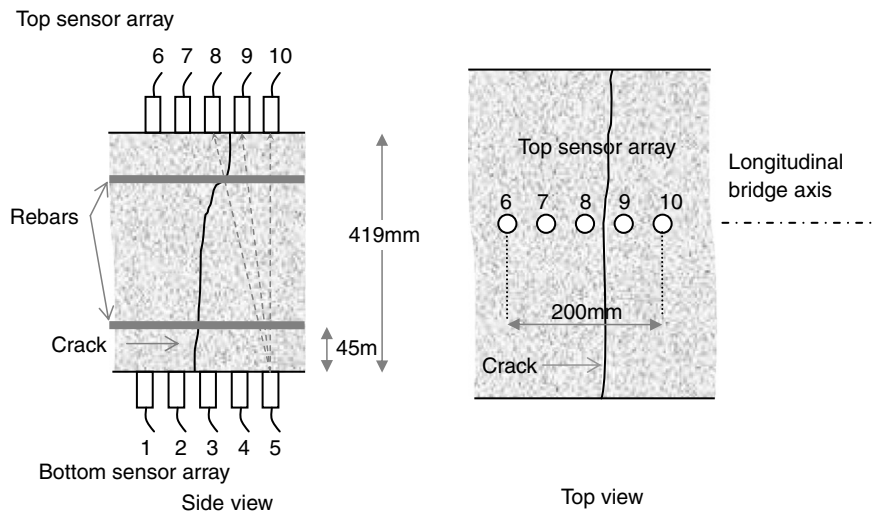 Top sensor array
6 7 8 9 10
Rebars
419mm
Crack
45m
1 2 3 4 5
Bottom sensor array
Side view
Top sensor array
6 7 8 9 10
Longitudinal
bridge axis
200mm
Crack
Top view